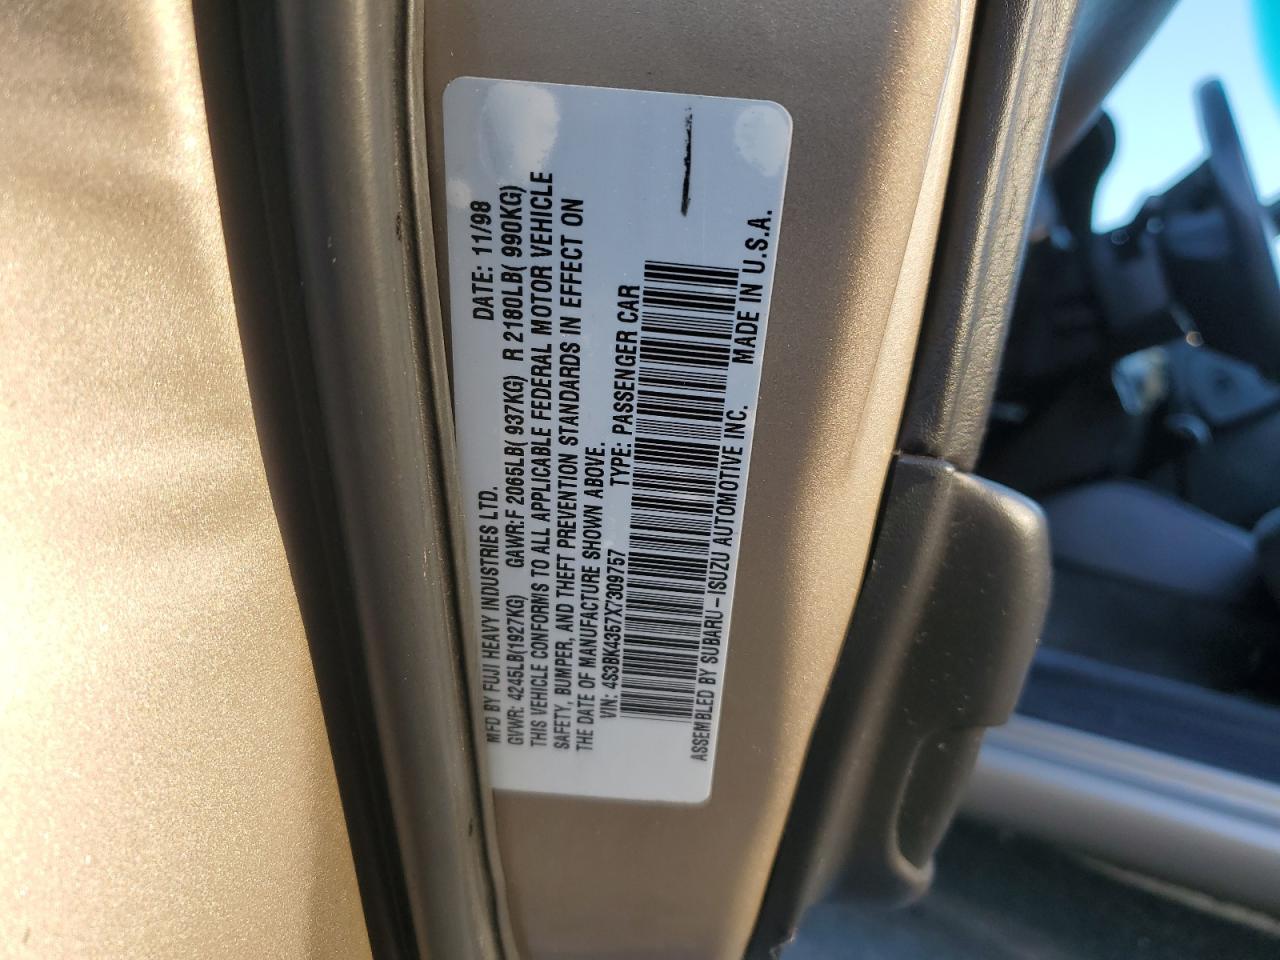 MFD BY FUJI HEAVY INDUSTRIES LTD. DATE: 11/98
GVWR: 4245LB(1927KG) GAWR:F 2065LB( 937KG) R 2180LB( 990KG)
THIS VEHICLE CONFORMS TO ALL APPLICABLE FEDERAL MOTOR VEHICLE
SAFETY, BUMPER, AND THEFT PREVENTION STANDARDS IN EFFECT ON
THE DATE OF MANUFACTURE SHOWN ABOVE.
VIN: 4S3BK4357X7309757 TYPE: PASSENGER CAR
ASSEMBLED BY SUBARU-ISUZU AUTOMOTIVE INC. MADE IN U.S.A.